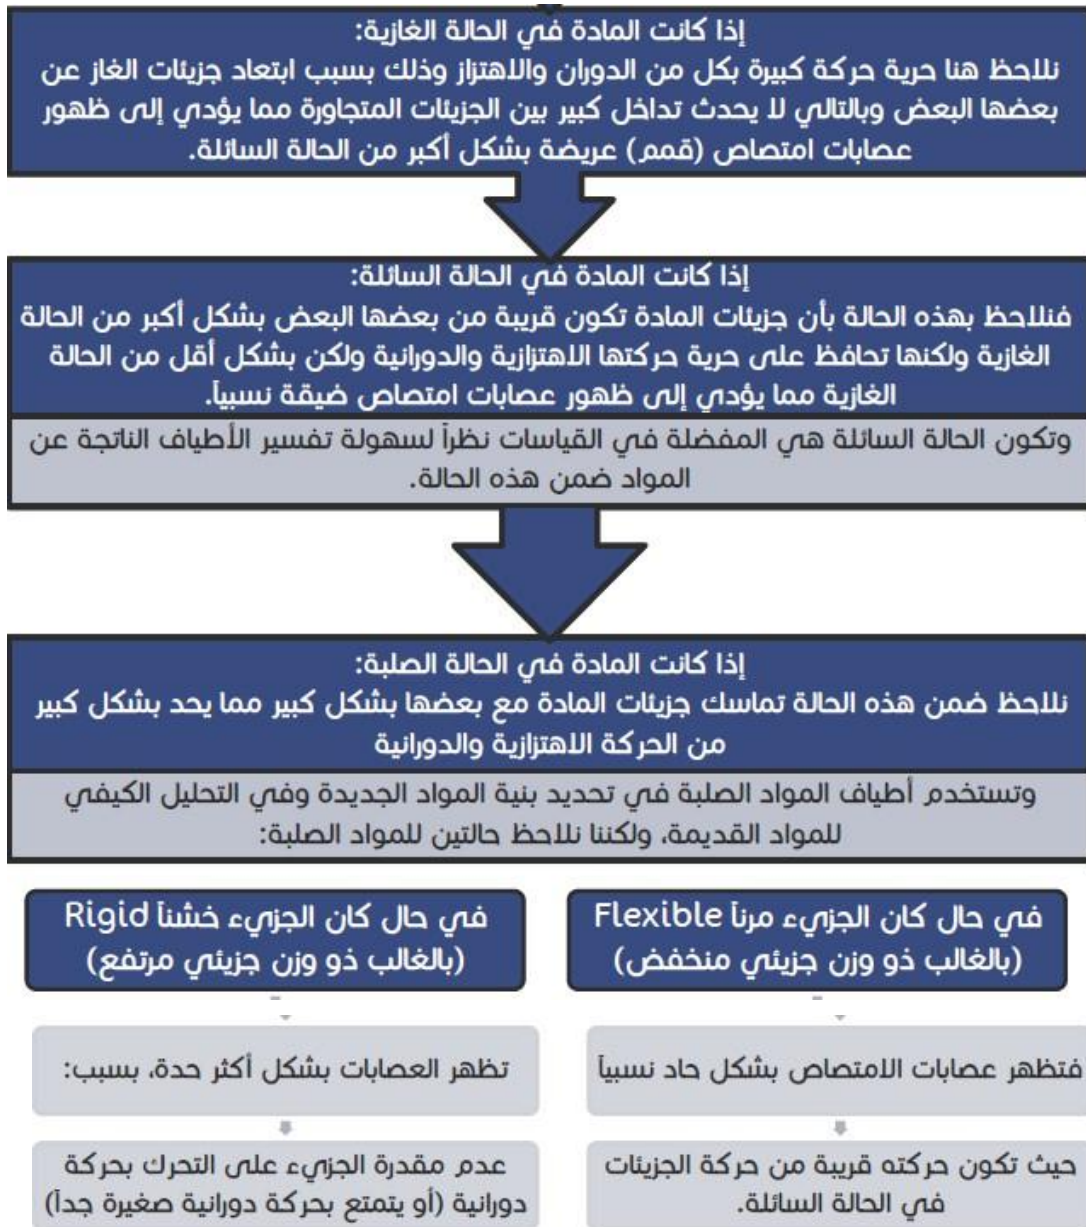 إذا كانت المادة في الحالة الغازية:
نلاحظ هنا حرية حركة كبيرة بكل من الدوران والاهتزاز وذلك بسبب ابتعاد جزيئات الغاز عن
بعضها البعض وبالتالي لا يحدث تداخل كبير بين الجزيئات المتجاورة مما يؤدي إلى ظهور
عصابات امتصاص (قمم) عريضة بشكل أكبر من الحالة السائلة.
إذا كانت المادة في الحالة السائلة:
فنلاحظ بهذه الحالة بأن جزيئات المادة تكون قريبة من بعضها البعض بشكل أكبر من الحالة
الغازية ولكنها تحافظ على حرية حركتها الاهتزازية والدورانية ولكن بشكل أقل من الحالة
الغازية مما يؤدي إلى ظهور عصابات امتصاص ضيقة نسبياً.
وتكون الحالة السائلة هي المفضلة في القياسات نظراً لسهولة تفسير الأطياف الناتجة عن
المواد ضمن هذه الحالة.
إذا كانت المادة في الحالة الصلبة:
نلاحظ ضمن هذه الحالة تماسك جزيئات المادة مع بعضها بشكل كبير مما يحد بشكل كبير
من الحركة الاهتزازية والدورانية
وتستخدم أطياف المواد الصلبة في تحديد بنية المواد الجديدة وفي التحليل الكيفي
للمواد القديمة، ولكننا نلاحظ حالتين للمواد الصلبة:
في حال كان الجزيء مرناً Flexible
(بالغالب ذو وزن جزيئي منخفض)
فتظهر عصابات الامتصاص بشكل حاد نسبياً
حيث تكون حركته قريبة من حركة الجزيئات
في الحالة السائلة.
في حال كان الجزيء خشناً Rigid
(بالغالب ذو وزن جزيئي مرتفع)
تظهر العصابات بشكل أكثر حدة، بسبب:
عدم مقدرة الجزيء على التحرك بحركة
دورانية (أو يتمتع بحركة دورانية صغيرة جداً)